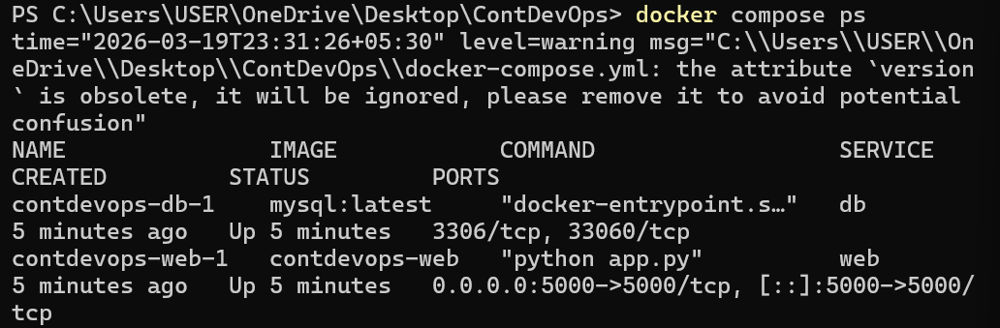 PS C:\Users\USER\OneDrive\Desktop\ContDevOps> docker compose ps
time="2026-03-19T23:31:26+05:30" level=warning msg="C:\\Users\\USER\\On
eDrive\\Desktop\\ContDevOps\\docker-compose.yml: the attribute `version
` is obsolete, it will be ignored, please remove it to avoid potential
confusion"
NAME               IMAGE            COMMAND                  SERVICE
CREATED         STATUS         PORTS
contdevops-db-1    mysql:latest     "docker-entrypoint.s…"   db
5 minutes ago   Up 5 minutes   3306/tcp, 33060/tcp
contdevops-web-1   contdevops-web   "python app.py"          web
5 minutes ago   Up 5 minutes   0.0.0.0:5000->5000/tcp, [::]:5000->5000/
tcp